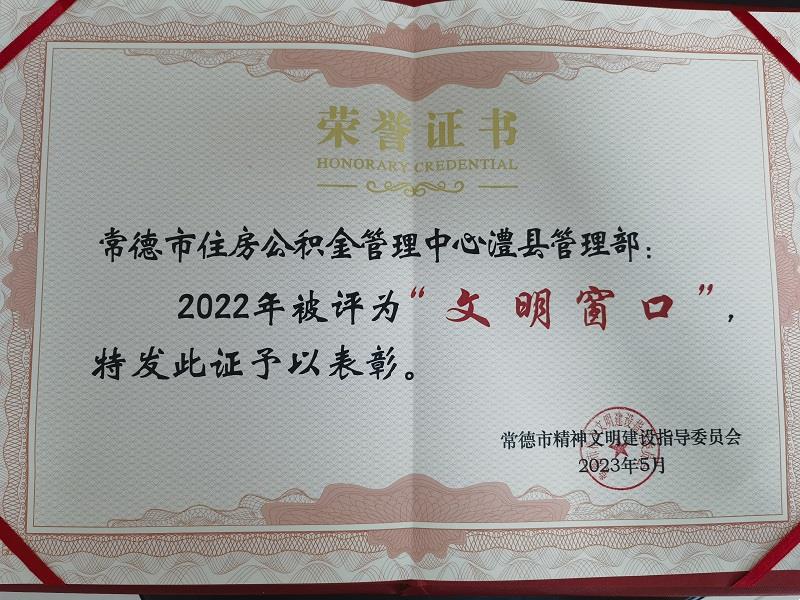 荣誉证书
HONORARY CREDENTIAL
常德市住房公积金管理中心澧县管理部：
2022年被评为“文明窗口”，
特发此证予以表彰。
常德市精神文明建设指导委员会
2023年5月